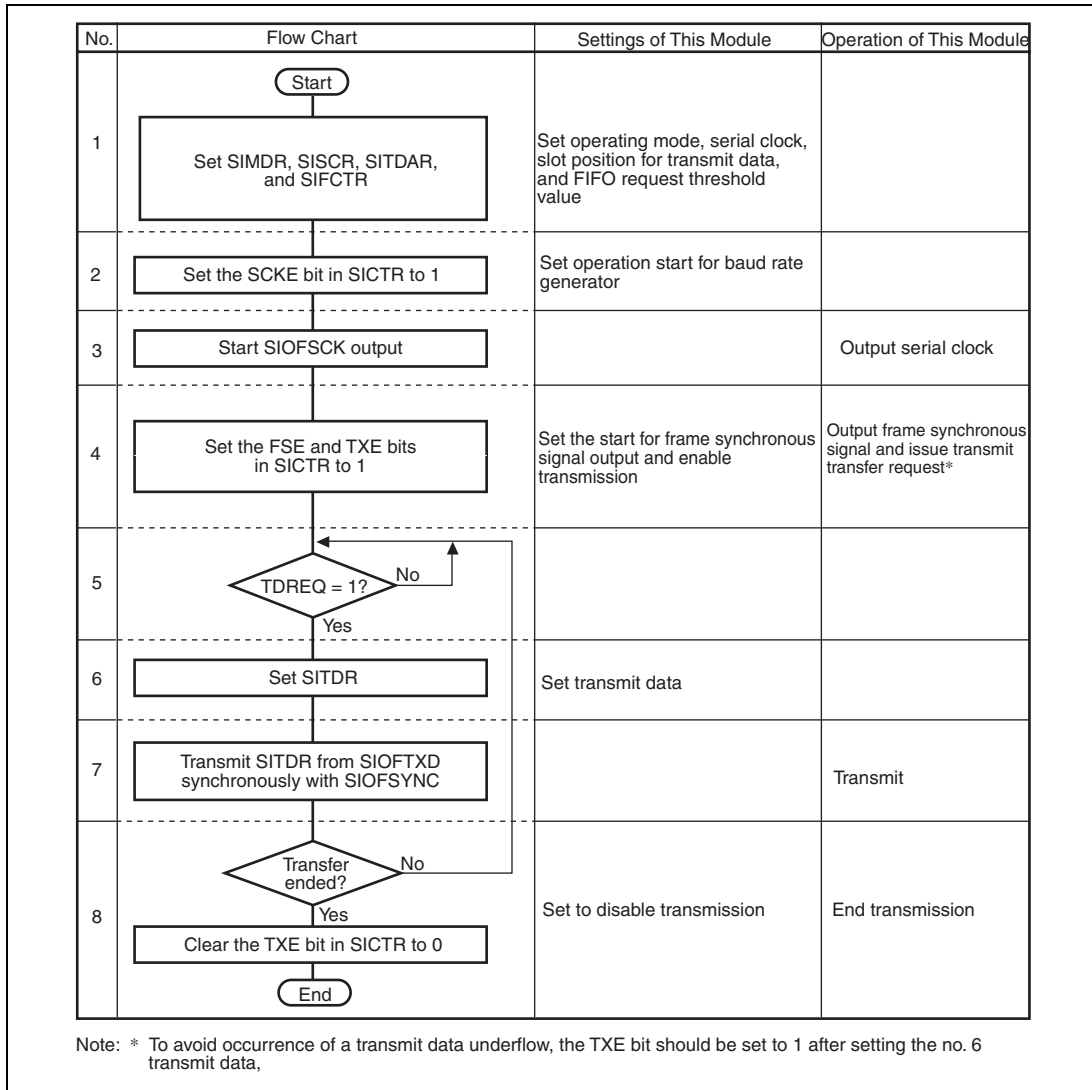 No.
Flow Chart
Settings of This Module
Operation of This Module
Start
1
Set SIMDR, SISCR, SITDAR,
and SIFCTR
Set operating mode, serial clock,
slot position for transmit data,
and FIFO request threshold
value
2
Set the SCKE bit in SICTR to 1
Set operation start for baud rate
generator
3
Start SIOFSCK output
Output serial clock
4
Set the FSE and TXE bits
in SICTR to 1
Set the start for frame synchronous
signal output and enable
transmission
Output frame synchronous
signal and issue transmit
transfer request*
5
TDREQ = 1?
No
Yes
6
Set SITDR
Set transmit data
7
Transmit SITDR from SIOFTXD
synchronously with SIOFSYNC
Transmit
8
Transfer
ended?
No
Yes
Clear the TXE bit in SICTR to 0
Set to disable transmission
End transmission
End
Note: * To avoid occurrence of a transmit data underflow, the TXE bit should be set to 1 after setting the no. 6
transmit data,